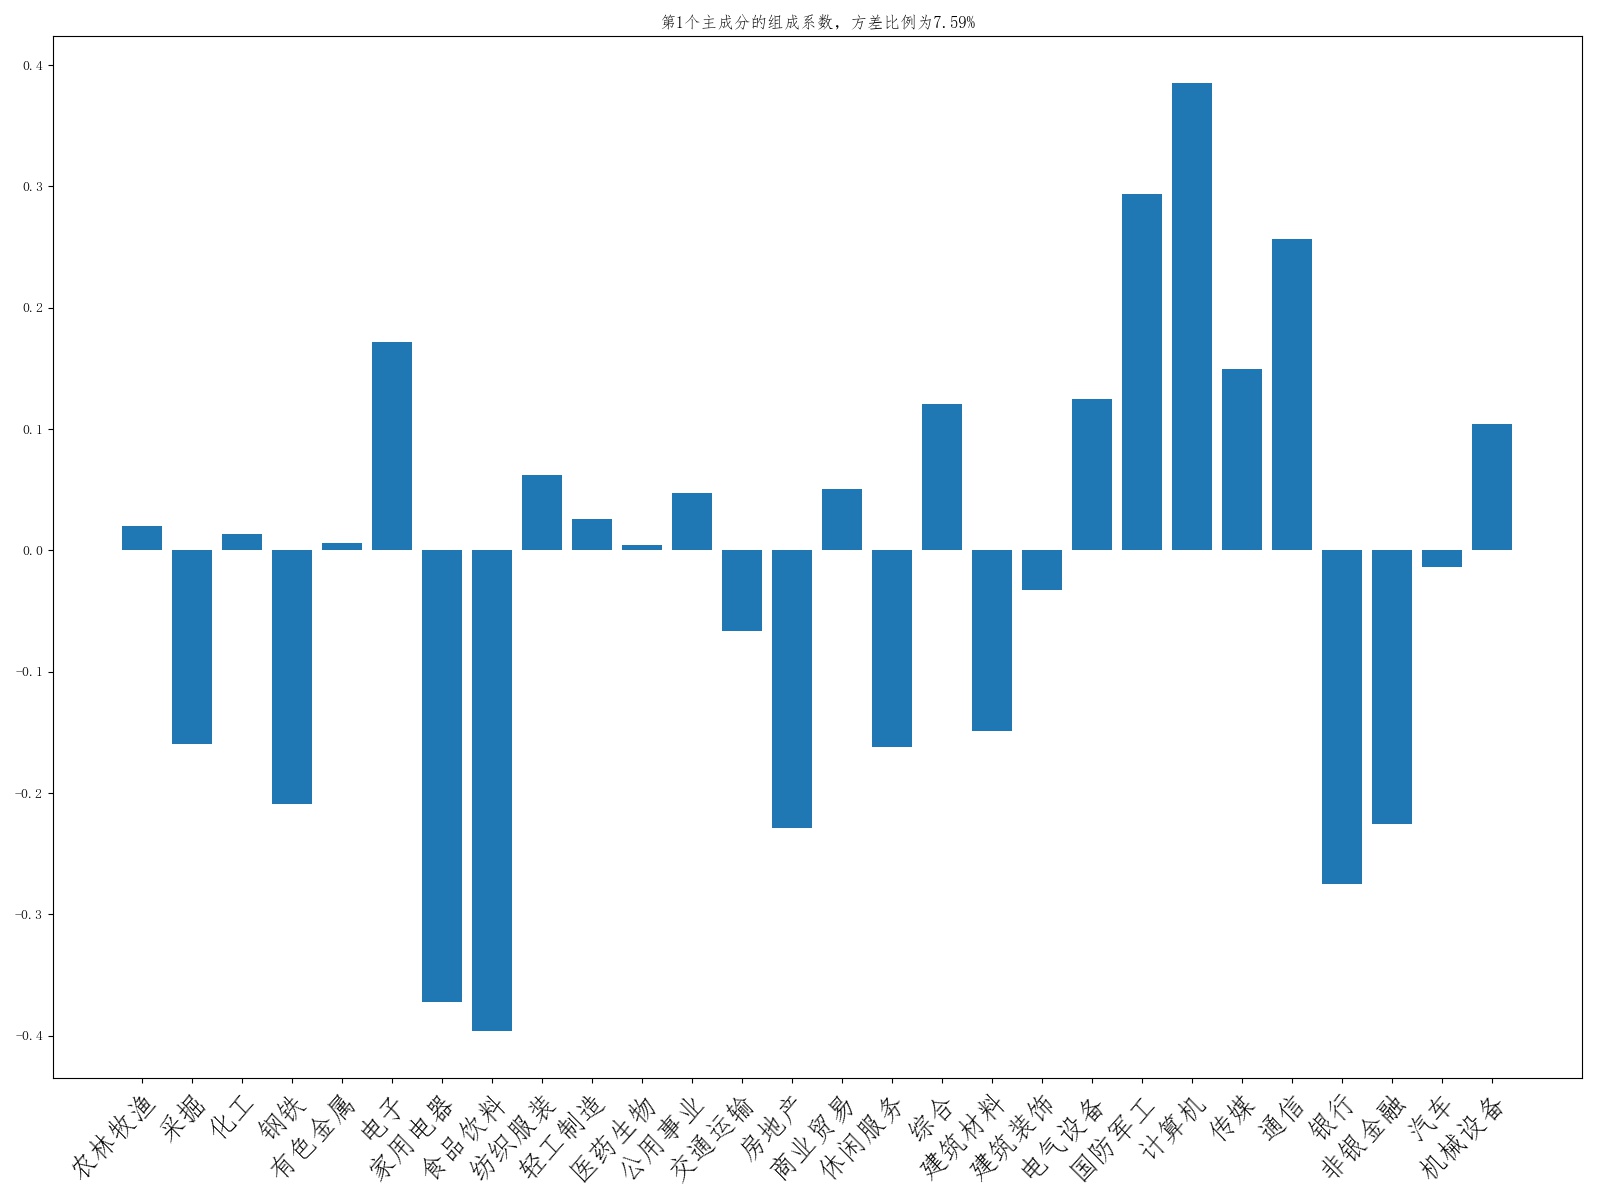 第1个主成分的组成系数，方差比例为7.59%
0.4
0.3
0.2
0.1
0.0
-0.1
-0.2
-0.3
-0.4
农林牧渔
采掘
化工
钢铁
有色金属
电子
家用电器
食品饮料
纺织服装
轻工制造
医药生物
公用事业
交通运输
房地产
商业贸易
休闲服务
综合
建筑材料
建筑装饰
电气设备
国防军工
计算机
传媒
通信
银行
非银金融
汽车
机械设备